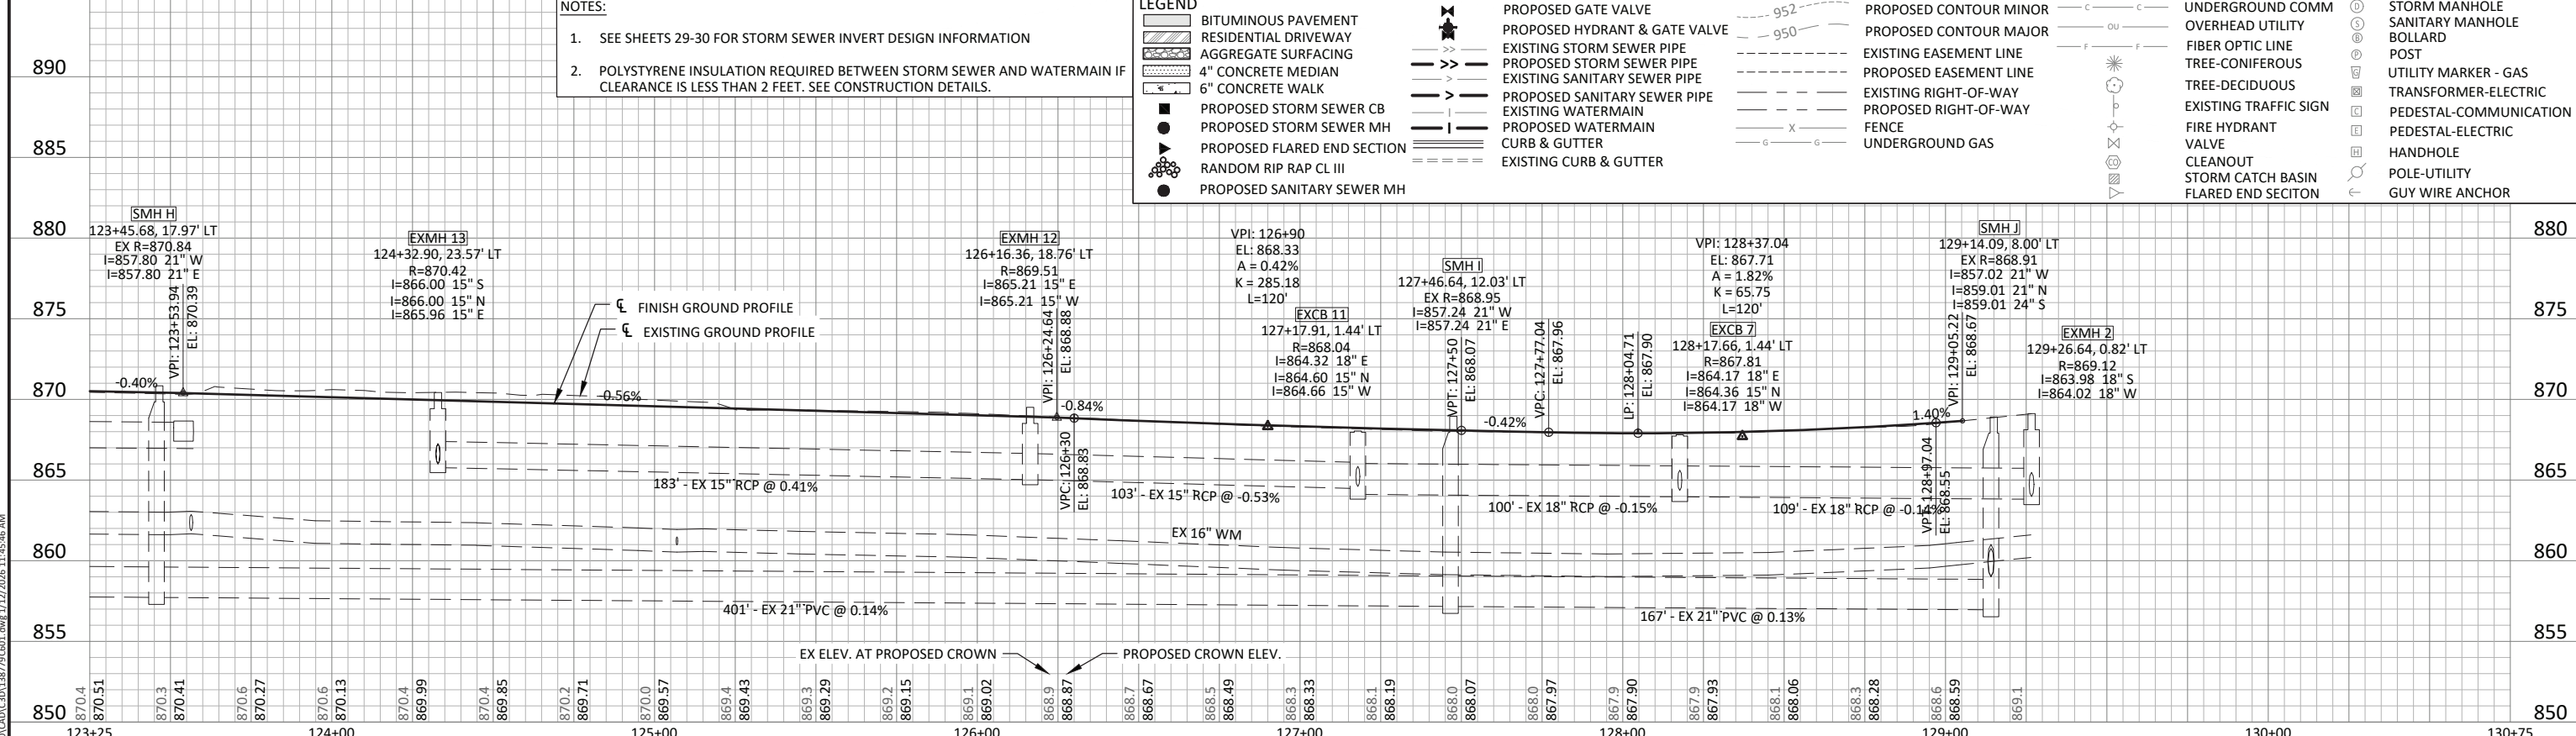 NOTES:
1. SEE SHEETS 29-30 FOR STORM SEWER INVERT DESIGN INFORMATION
2. POLYSTYRENE INSULATION REQUIRED BETWEEN STORM SEWER AND WATERMAIN IF
CLEARANCE IS LESS THAN 2 FEET. SEE CONSTRUCTION DETAILS.
LEGEND
BITUMINOUS PAVEMENT
RESIDENTIAL DRIVEWAY
AGGREGATE SURFACING
4" CONCRETE MEDIAN
6" CONCRETE WALK
PROPOSED STORM SEWER CB
PROPOSED STORM SEWER MH
PROPOSED FLARED END SECTION
RANDOM RIP RAP CL III
PROPOSED SANITARY SEWER MH
PROPOSED GATE VALVE
PROPOSED HYDRANT & GATE VALVE
>> EXISTING STORM SEWER PIPE
>> PROPOSED STORM SEWER PIPE
> EXISTING SANITARY SEWER PIPE
> PROPOSED SANITARY SEWER PIPE
I EXISTING WATERMAIN
I PROPOSED WATERMAIN
CURB & GUTTER
EXISTING CURB & GUTTER
952 PROPOSED CONTOUR MINOR
950 PROPOSED CONTOUR MAJOR
EXISTING EASEMENT LINE
PROPOSED EASEMENT LINE
EXISTING RIGHT-OF-WAY
PROPOSED RIGHT-OF-WAY
X FENCE
G G UNDERGROUND GAS
C C UNDERGROUND COMM
OU OVERHEAD UTILITY
F F FIBER OPTIC LINE
TREE-CONIFEROUS
TREE-DECIDUOUS
EXISTING TRAFFIC SIGN
FIRE HYDRANT
VALVE
CO CLEANOUT
STORM CATCH BASIN
FLARED END SECITON
D STORM MANHOLE
S SANITARY MANHOLE
B BOLLARD
P POST
G UTILITY MARKER - GAS
TRANSFORMER-ELECTRIC
C PEDESTAL-COMMUNICATION
E PEDESTAL-ELECTRIC
H HANDHOLE
POLE-UTILITY
GUY WIRE ANCHOR
890
885
880
875
870
865
860
855
850
SMH H
123+45.68, 17.97' LT
EX R=870.84
I=857.80 21" W
I=857.80 21" E
VPI: 123+53.94
EL: 870.39
-0.40%
EXMH 13
124+32.90, 23.57' LT
R=870.42
I=866.00 15" S
I=866.00 15" N
I=865.96 15" E
℄ FINISH GROUND PROFILE
℄ EXISTING GROUND PROFILE
-0.56%
EXMH 12
126+16.36, 18.76' LT
R=869.51
I=865.21 15" E
I=865.21 15" W
VPI: 126+24.64
EL: 868.88
-0.84%
VPC: 126+30
EL: 868.83
VPI: 126+90
EL: 868.33
A = 0.42%
K = 285.18
L=120'
EXCB 11
127+17.91, 1.44' LT
R=868.04
I=864.32 18" E
I=864.60 15" N
I=864.66 15" W
SMH I
127+46.64, 12.03' LT
EX R=868.95
I=857.24 21" W
I=857.24 21" E
VPT: 127+50
EL: 868.07
-0.42%
VPC: 127+77.04
EL: 867.96
LP: 128+04.71
EL: 867.90
VPI: 128+37.04
EL: 867.71
A = 1.82%
K = 65.75
L=120'
EXCB 7
128+17.66, 1.44' LT
R=867.81
I=864.17 18" E
I=864.36 15" N
I=864.17 18" W
SMH J
129+14.09, 8.00' LT
EX R=868.91
I=857.02 21" W
I=859.01 21" N
I=859.01 24" S
VPI: 129+05.22
EL: 868.67
1.40%
VPT: 128+97.04
EL: 868.55
EXMH 2
129+26.64, 0.82' LT
R=869.12
I=863.98 18" S
I=864.02 18" W
183' - EX 15" RCP @ 0.41%
103' - EX 15" RCP @ -0.53%
100' - EX 18" RCP @ -0.15%
109' - EX 18" RCP @ -0.14%
EX 16" WM
401' - EX 21" PVC @ 0.14%
167' - EX 21" PVC @ 0.13%
EX ELEV. AT PROPOSED CROWN
PROPOSED CROWN ELEV.
880
875
870
865
860
855
850
870.4 870.51
870.3 870.41
870.6 870.27
870.6 870.13
870.4 869.99
870.4 869.85
870.2 869.71
870.0 869.57
869.4 869.43
869.3 869.29
869.2 869.15
869.1 869.02
868.9 868.87
868.7 868.67
868.5 868.49
868.3 868.33
868.1 868.19
868.0 868.07
868.0 867.97
867.9 867.90
867.9 867.93
868.1 868.06
868.3 868.28
868.6 868.59
869.1
123+25
124+00
125+00
126+00
127+00
128+00
129+00
130+00
130+75